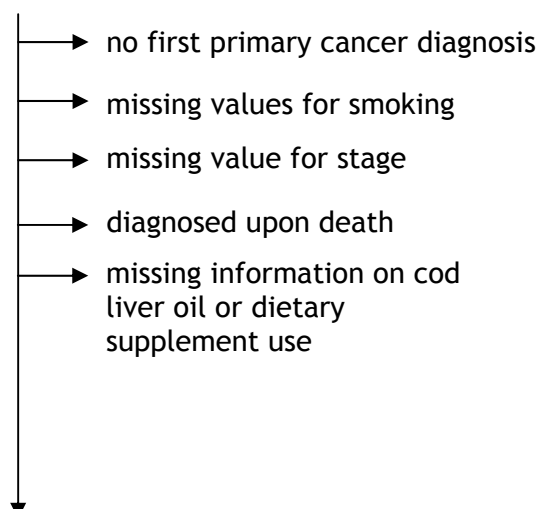 no first primary cancer diagnosis
missing values for smoking
missing value for stage
diagnosed upon death
missing information on cod
liver oil or dietary
supplement use